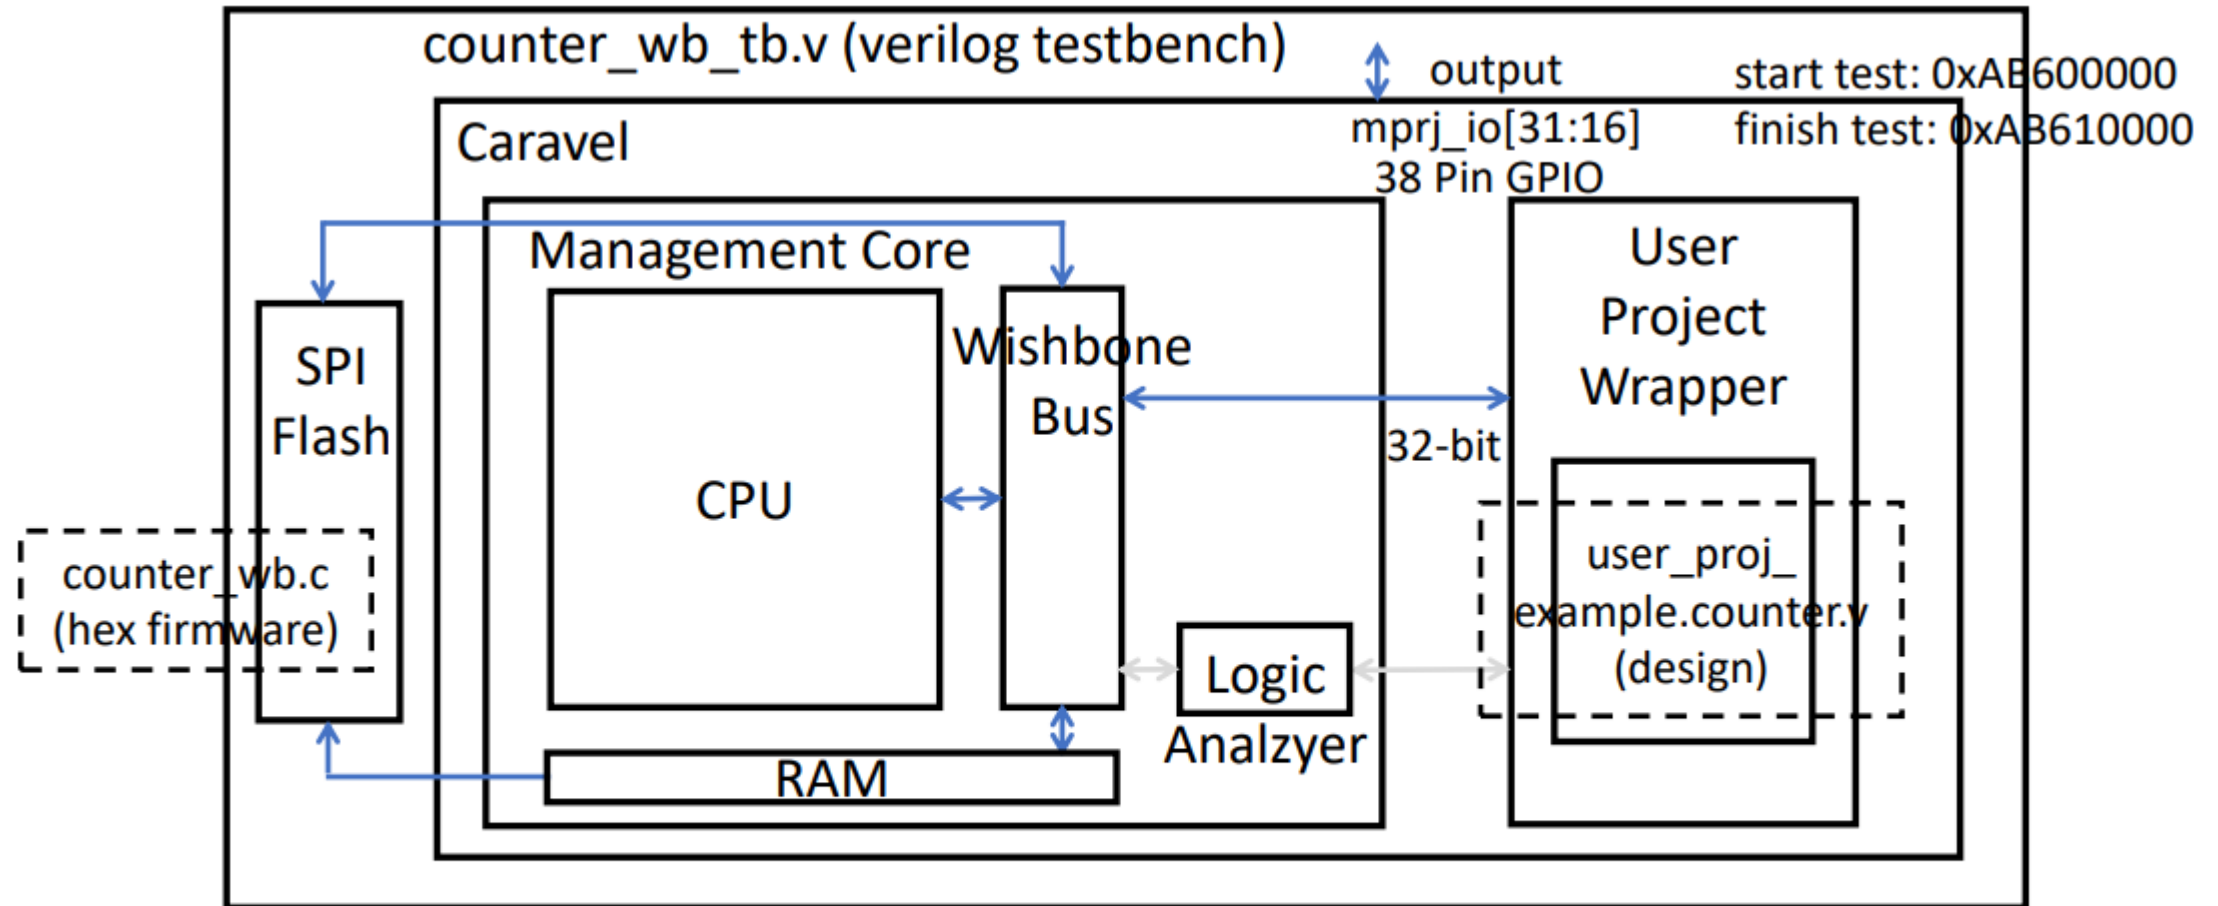 counter_wb_tb.v (verilog testbench)
output
start test: 0xAB600000
mprj_io[31:16]
finish test: 0xAB610000
38 Pin GPIO
Caravel
Management Core
User
Project
Wrapper
SPI
Flash
Wishbone
Bus
32-bit
CPU
counter_wb.c
(hex firmware)
user_proj_
example.counter.v
(design)
Logic
Analzyer
RAM